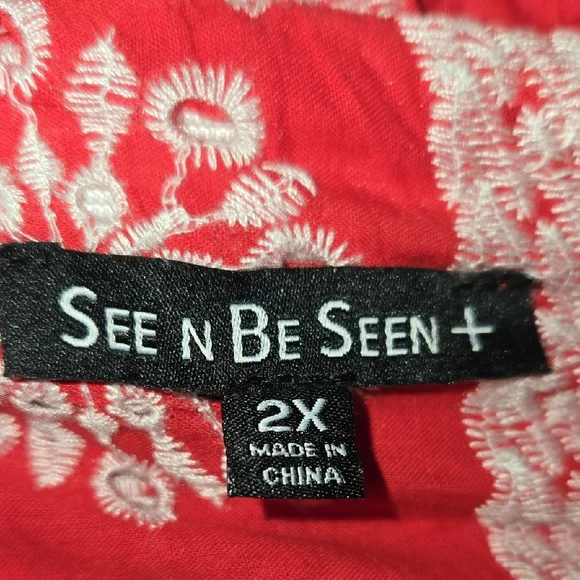 SEE N BE SEEN +
2X
MADE IN
CHINA